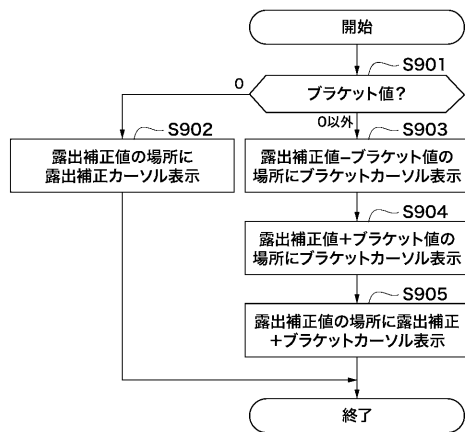 開始
S901
ブラケット値？
0
0以外
S902
露出補正値の場所に
露出補正カーソル表示
S903
露出補正値−ブラケット値の
場所にブラケットカーソル表示
S904
露出補正値＋ブラケット値の
場所にブラケットカーソル表示
S905
露出補正値の場所に露出補正
＋ブラケットカーソル表示
終了